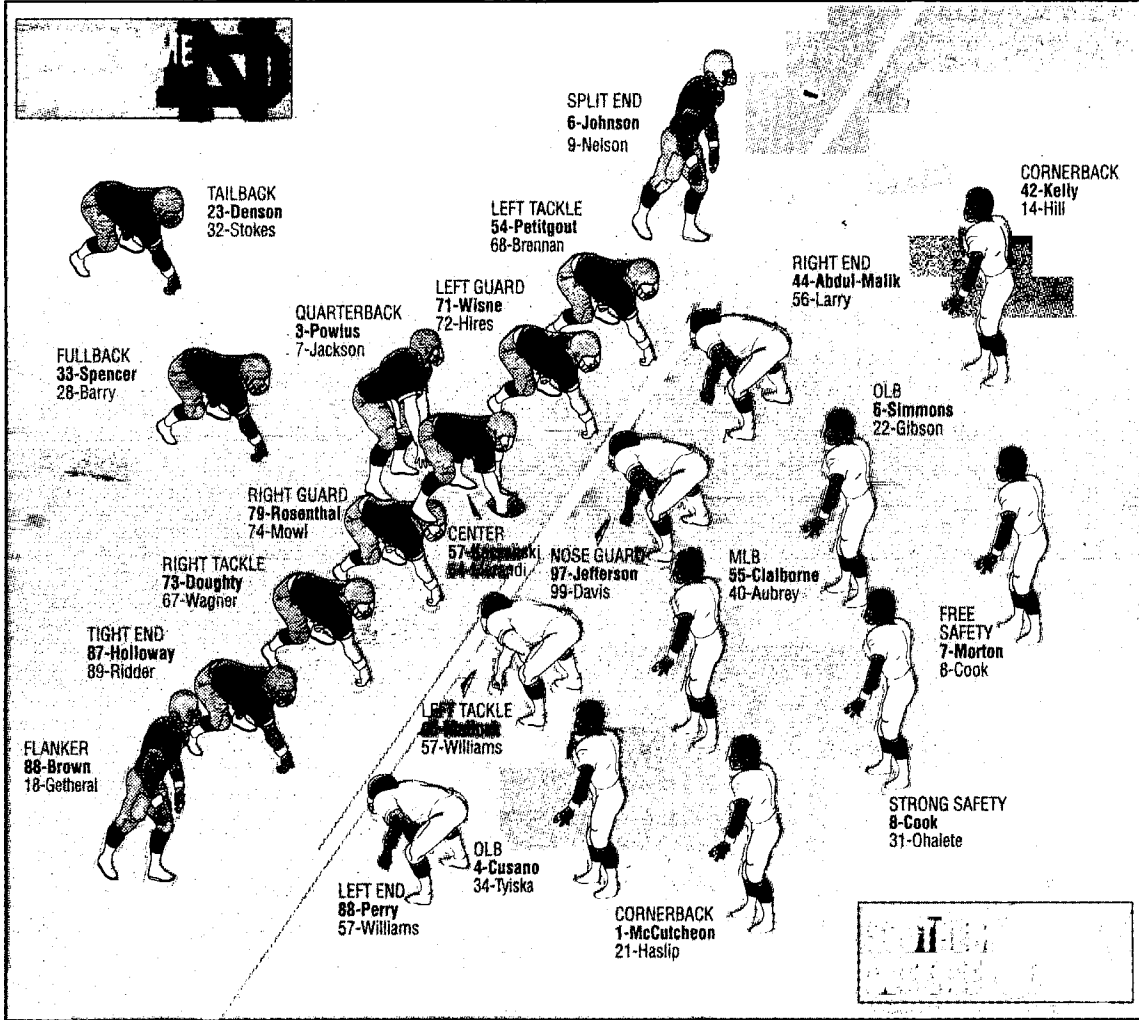 ND
SPLIT END
6-Johnson
9-Nelson
CORNERBACK
42-Kelly
14-Hill
TAILBACK
23-Denson
32-Stokes
LEFT TACKLE
54-Petitgout
68-Brennan
RIGHT END
44-Abdul-Malik
56-Larry
LEFT GUARD
71-Wisne
72-Hires
QUARTERBACK
3-Powlus
7-Jackson
FULLBACK
33-Spencer
28-Barry
OLB
6-Simmons
22-Gibson
RIGHT GUARD
79-Rosenthal
74-Mowl
CENTER
NOSE GUARD
97-Jefferson
99-Davis
MLB
55-Claiborne
40-Aubrey
RIGHT TACKLE
73-Doughty
67-Wagner
FREE
SAFETY
7-Morton
8-Cook
TIGHT END
87-Holloway
89-Ridder
LEFT TACKLE
57-Williams
FLANKER
88-Brown
18-Getheral
STRONG SAFETY
8-Cook
31-Ohalete
OLB
4-Cusano
34-Tyiska
LEFT END
88-Perry
57-Williams
CORNERBACK
1-McCutcheon
21-Haslip